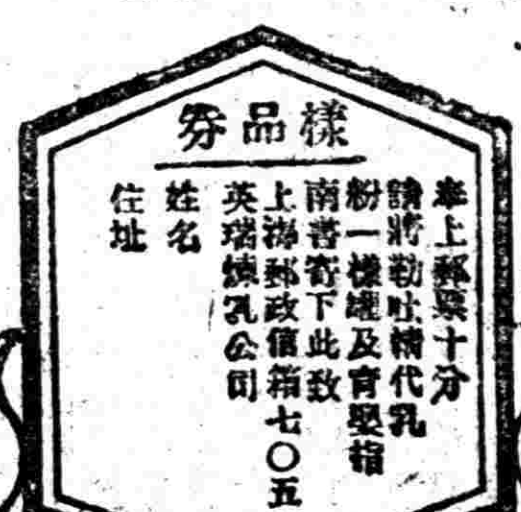 樣品券
奉上郵票十分
請將勒吐精代乳
粉一樣罐及育嬰指
南書寄下此致
上海郵政信箱七〇五
英瑞煉乳公司
姓名
住址